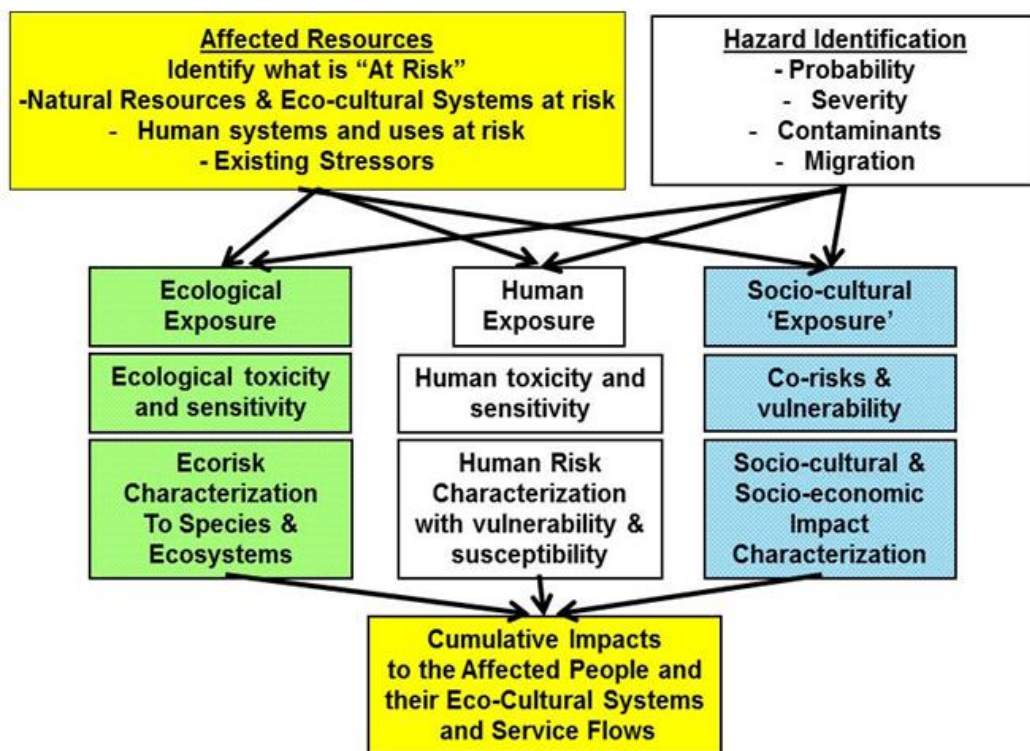 Affected Resources
Identify what is “At Risk”
-Natural Resources & Eco-cultural Systems at risk
- Human systems and uses at risk
- Existing Stressors
Hazard Identification
- Probability
- Severity
- Contaminants
- Migration
Ecological
Exposure
Human
Exposure
Socio-cultural
‘Exposure’
Ecological toxicity
and sensitivity
Human toxicity and
sensitivity
Co-risks &
vulnerability
Ecorisk
Characterization
To Species &
Ecosystems
Human Risk
Characterization
with vulnerability &
susceptibility
Socio-cultural &
Socio-economic
Impact
Characterization
Cumulative Impacts
to the Affected People and
their Eco-Cultural Systems
and Service Flows